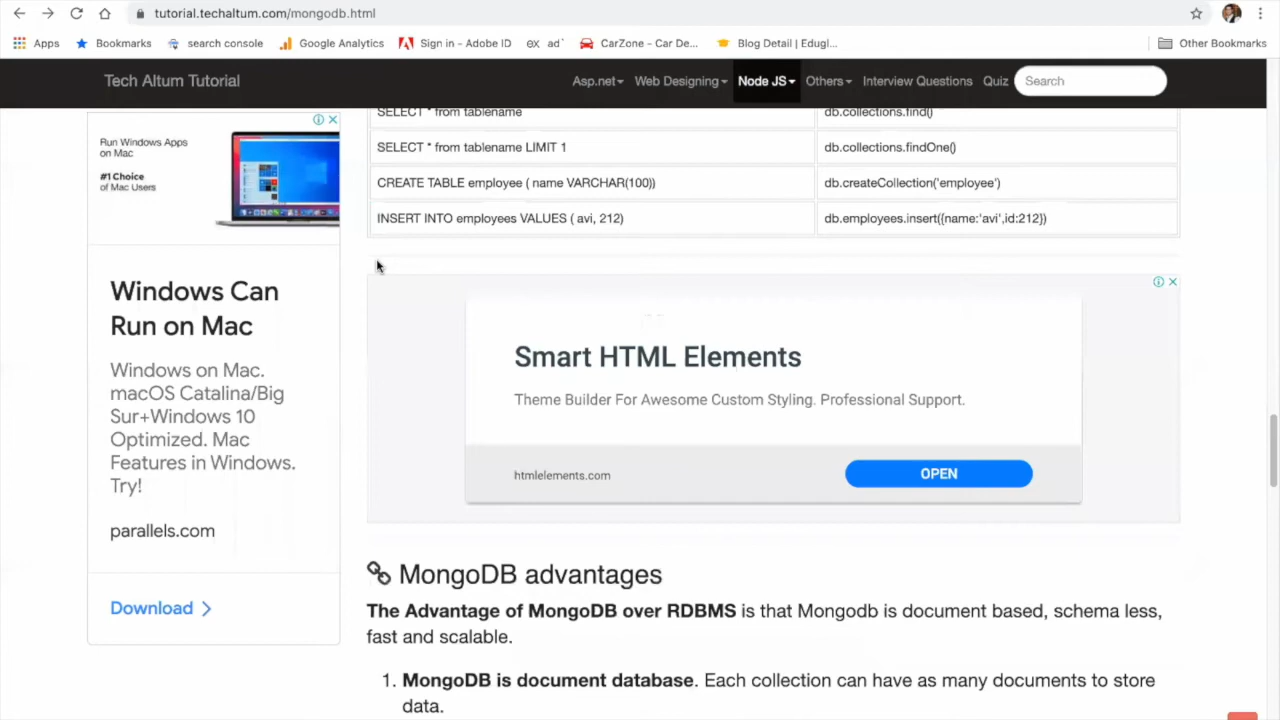 tutorial.techaltum.com/mongodb.html
Apps
Bookmarks
search console
Google Analytics
Sign in – Adobe ID
ex
ad`
CarZone - Car De...
Blog Detail | Edugl...
Other Bookmarks
Tech Altum Tutorial
Asp.net
Web Designing
Node JS
Others
Interview Questions
Quiz
Search
Run Windows Apps
on Mac
#1 Choice
of Mac Users
Windows Can
Run on Mac
Windows on Mac.
macOS Catalina/Big
Sur+Windows 10
Optimized. Mac
Features in Windows.
Try!
parallels.com
Download
SELECT * from tablename
db.collections.find()
SELECT * from tablename LIMIT 1
db.collections.findOne()
CREATE TABLE employee ( name VARCHAR(100))
db.createCollection('employee')
INSERT INTO employees VALUES ( avi, 212)
db.employees.insert({name:'avi',id:212})
Smart HTML Elements
Theme Builder For Awesome Custom Styling. Professional Support.
htmlelements.com
OPEN
MongoDB advantages
The Advantage of MongoDB over RDBMS is that Mongodb is document based, schema less,
fast and scalable.
1. MongoDB is document database. Each collection can have as many documents to store
data.